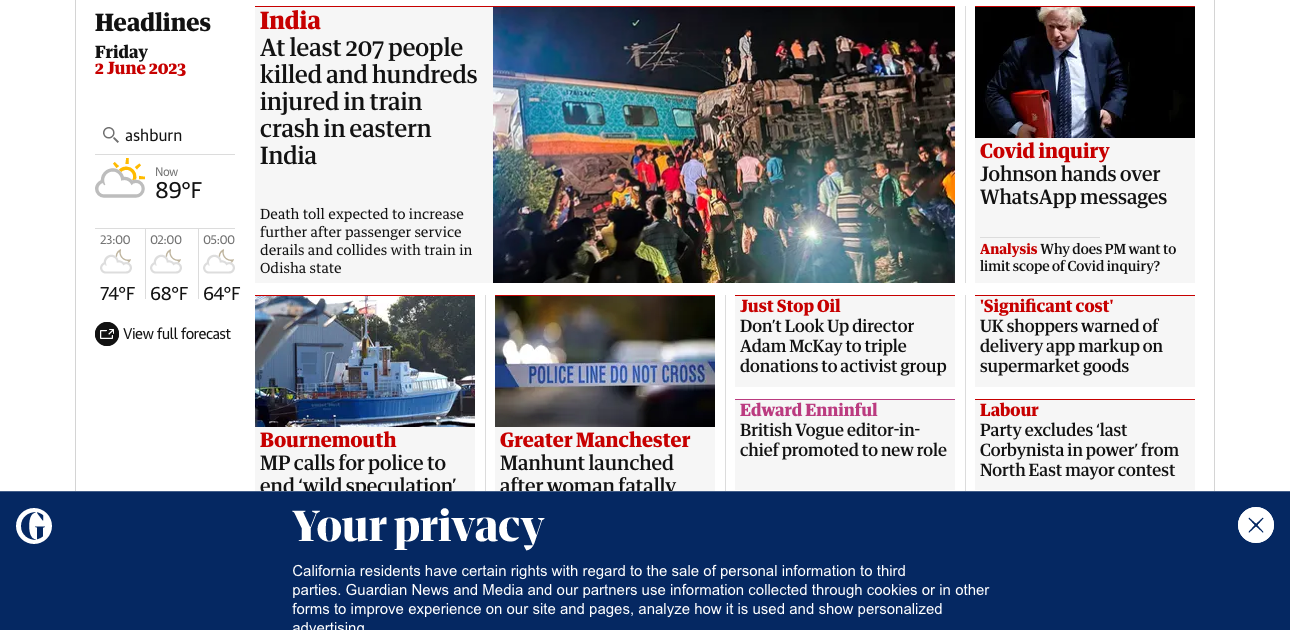 Headlines
Friday
2 June 2023
ashburn
Now
89°F
23:00
02:00
05:00
74°F
68°F
64°F
View full forecast
India
At least 207 people
killed and hundreds
injured in train
crash in eastern
India
Death toll expected to increase
further after passenger service
derails and collides with train in
Odisha state
Covid inquiry
Johnson hands over
WhatsApp messages
Analysis Why does PM want to
limit scope of Covid inquiry?
Bournemouth
MP calls for police to
end ‘wild speculation’
POLICE LINE DO NOT CROSS
Greater Manchester
Manhunt launched
after woman fatally
Just Stop Oil
Don’t Look Up director
Adam McKay to triple
donations to activist group
Edward Enninful
British Vogue editor-in-
chief promoted to new role
'Significant cost'
UK shoppers warned of
delivery app markup on
supermarket goods
Labour
Party excludes ‘last
Corbynista in power’ from
North East mayor contest
G
Your privacy
California residents have certain rights with regard to the sale of personal information to third
parties. Guardian News and Media and our partners use information collected through cookies or in other
forms to improve experience on our site and pages, analyze how it is used and show personalized
advertising.